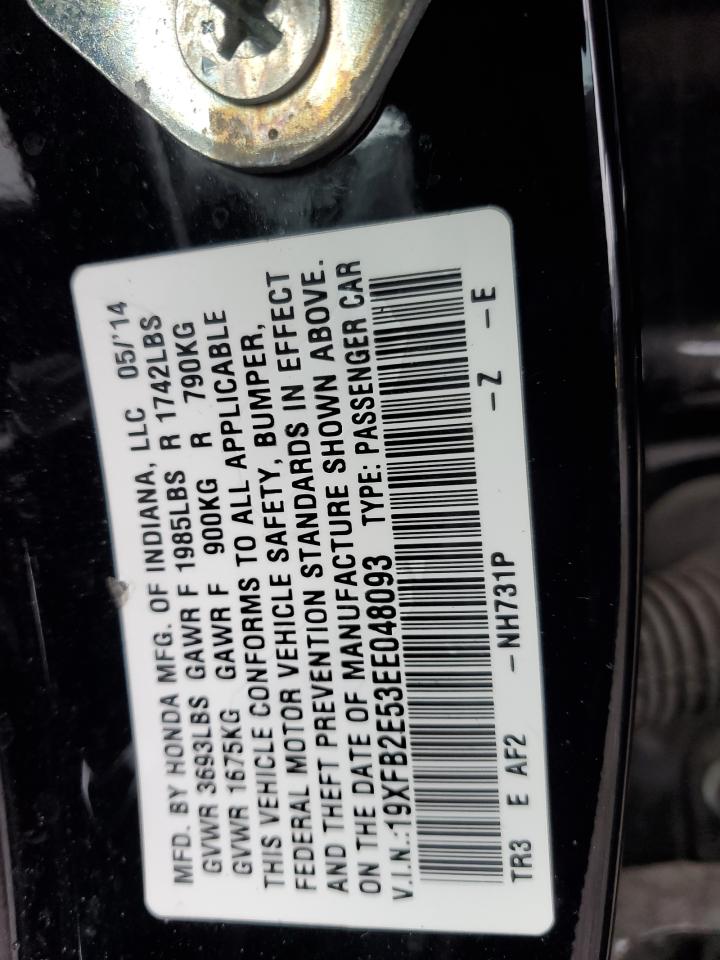 MFD. BY HONDA MFG. OF INDIANA, LLC 05/'14
GVWR 3693LBS GAWR F 1985LBS R 1742LBS
GVWR 1675KG GAWR F 900KG R 790KG
THIS VEHICLE CONFORMS TO ALL APPLICABLE
FEDERAL MOTOR VEHICLE SAFETY, BUMPER,
AND THEFT PREVENTION STANDARDS IN EFFECT
ON THE DATE OF MANUFACTURE SHOWN ABOVE.
V.I.N.:19XFB2E53EE048093 TYPE: PASSENGER CAR
TR3 E AF2 -NH731P -Z -E